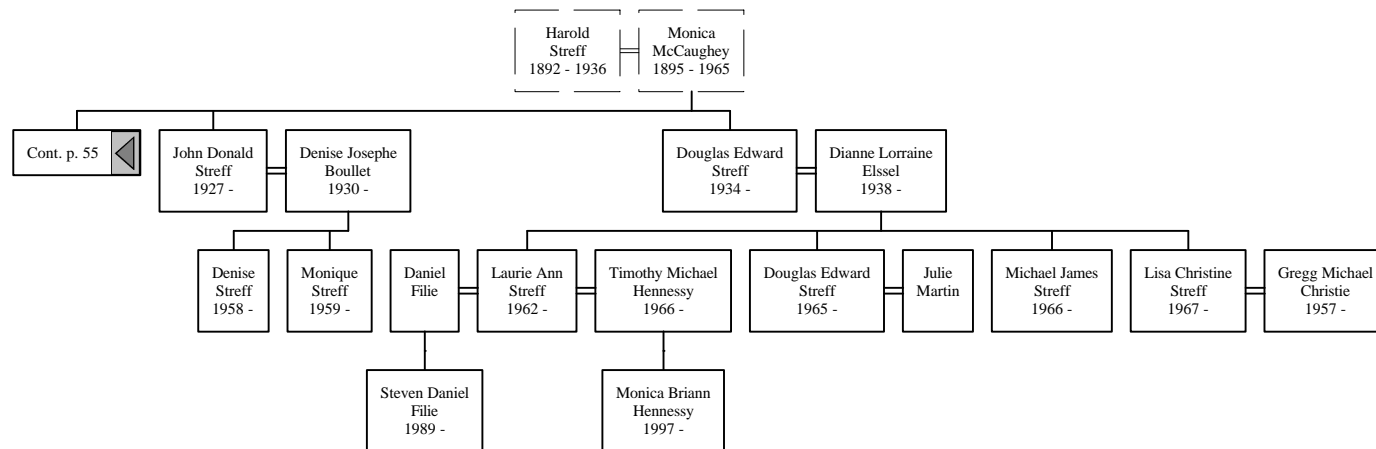 Harold
Streff
1892 - 1936
Monica
McCaughey
1895 - 1965
Cont. p. 55
John Donald
Streff
1927 -
Denise Josephe
Boullet
1930 -
Douglas Edward
Streff
1934 -
Dianne Lorraine
Elssel
1938 -
Denise
Streff
1958 -
Monique
Streff
1959 -
Daniel
Filie
Laurie Ann
Streff
1962 -
Timothy Michael
Hennessy
1966 -
Douglas Edward
Streff
1965 -
Julie
Martin
Michael James
Streff
1966 -
Lisa Christine
Streff
1967 -
Gregg Michael
Christie
1957 -
Steven Daniel
Filie
1989 -
Monica Briann
Hennessy
1997 -